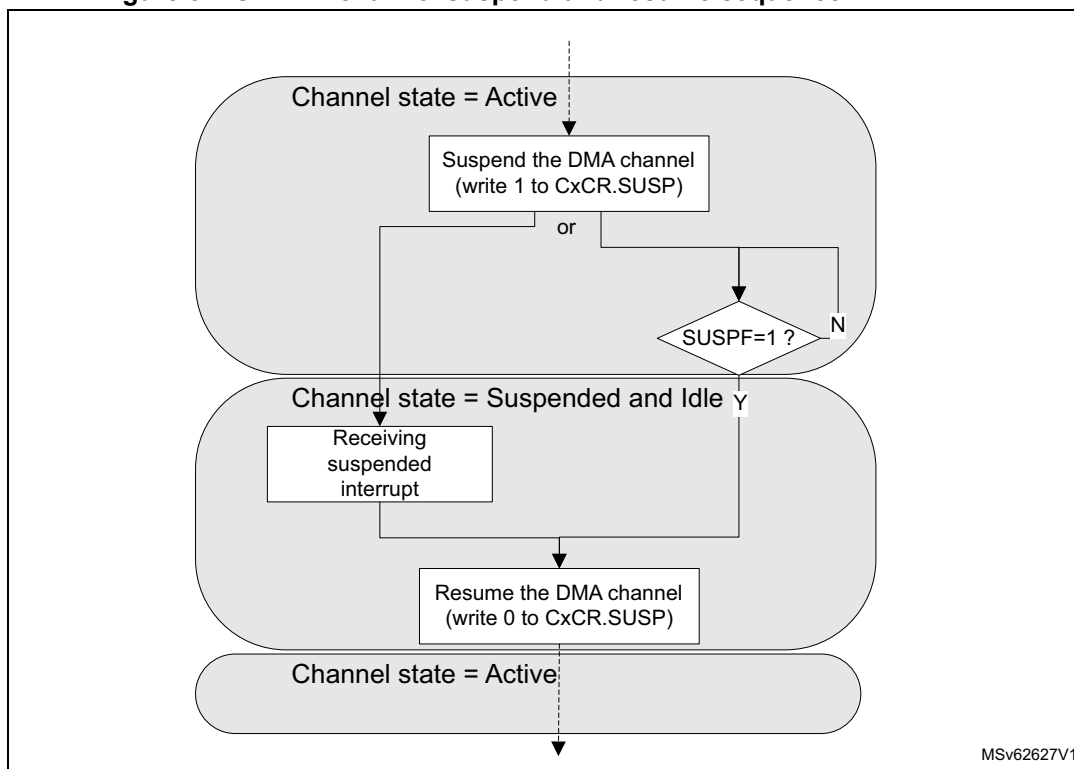 Channel state = Active
Suspend the DMA channel
(write 1 to CxCR.SUSP)
or
SUSPF=1 ?
N
Channel state = Suspended and Idle
Y
Receiving
suspended
interrupt
Resume the DMA channel
(write 0 to CxCR.SUSP)
Channel state = Active
MSv62627V1